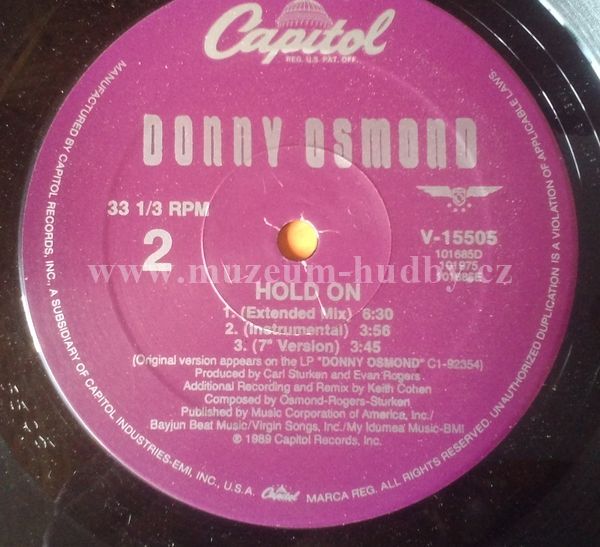 Capitol
REG. U.S. PAT. OFF.
DONNY OSMOND
33 1/3 RPM
2
V-15505
101685D
101975
101685E
www.muzeum-hudby.cz
HOLD ON
1. (Extended Mix) 6:30
2. (Instrumental) 3:56
3. (7" Version) 3:45
(Original version appears on the LP "DONNY OSMOND" C1-92354)
Produced by Carl Sturken and Evan Rogers.
Additional Recording and Remix by Keith Cohen
Composed by Osmond-Rogers-Sturken
Published by Music Corporation of America, Inc./
Bayjun Beat Music/Virgin Songs, Inc./My Idumea Music-BMI
℗ © 1989 Capitol Records, Inc.
MANUFACTURED BY CAPITOL RECORDS, INC., A SUBSIDIARY OF CAPITOL INDUSTRIES-EMI, INC., U.S.A. Capitol MARCA REG. ALL RIGHTS RESERVED. UNAUTHORIZED DUPLICATION IS A VIOLATION OF APPLICABLE LAWS.